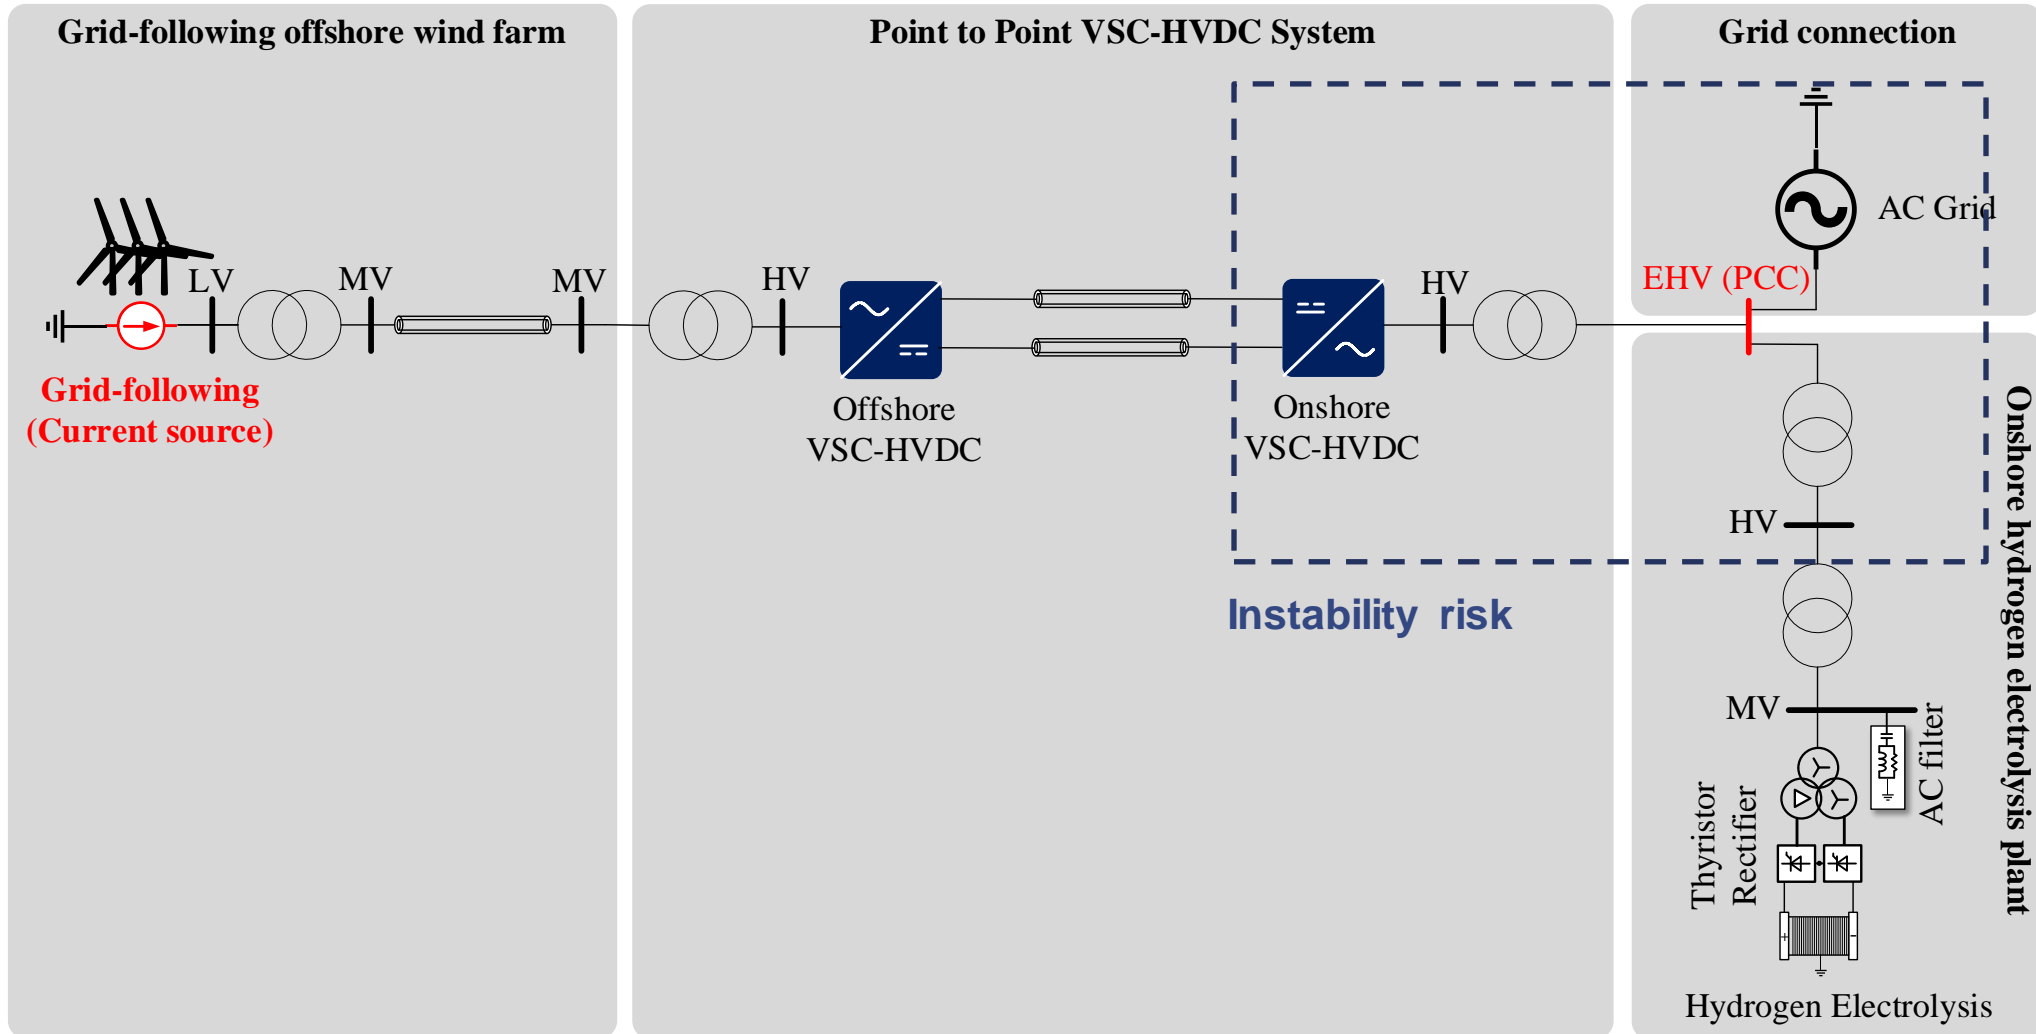 Grid-following offshore wind farm
Point to Point VSC-HVDC System
Grid connection
AC Grid
EHV (PCC)
LV
MV
MV
HV
HV
Grid-following
(Current source)
Offshore
VSC-HVDC
Onshore
VSC-HVDC
Instability risk
HV
MV
AC filter
Thyristor
Rectifier
+
-
Hydrogen Electrolysis
Onshore hydrogen electrolysis plant